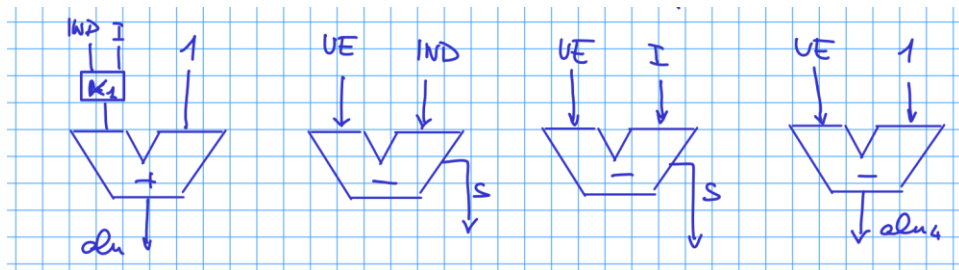 IND I 1 UE IND UE I UE 1
K1
+ - - -
S S
alu alu4